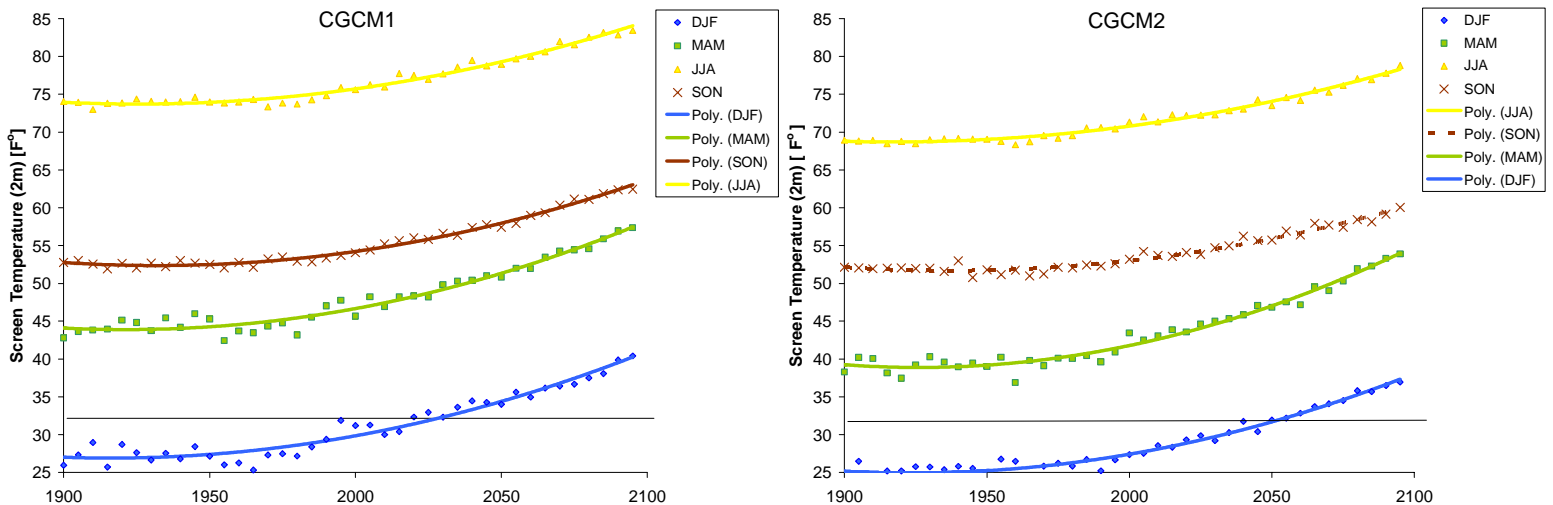 CGCM1
Screen Temperature (2m) [F°]
85
80
75
70
65
60
55
50
45
40
35
30
25
1900
1950
2000
2050
2100
DJF
MAM
JJA
SON
Poly. (DJF)
Poly. (MAM)
Poly. (SON)
Poly. (JJA)
CGCM2
Screen Temperature (2m) [ F°]
85
80
75
70
65
60
55
50
45
40
35
30
25
1900
1950
2000
2050
2100
DJF
MAM
JJA
SON
Poly. (JJA)
Poly. (SON)
Poly. (MAM)
Poly. (DJF)